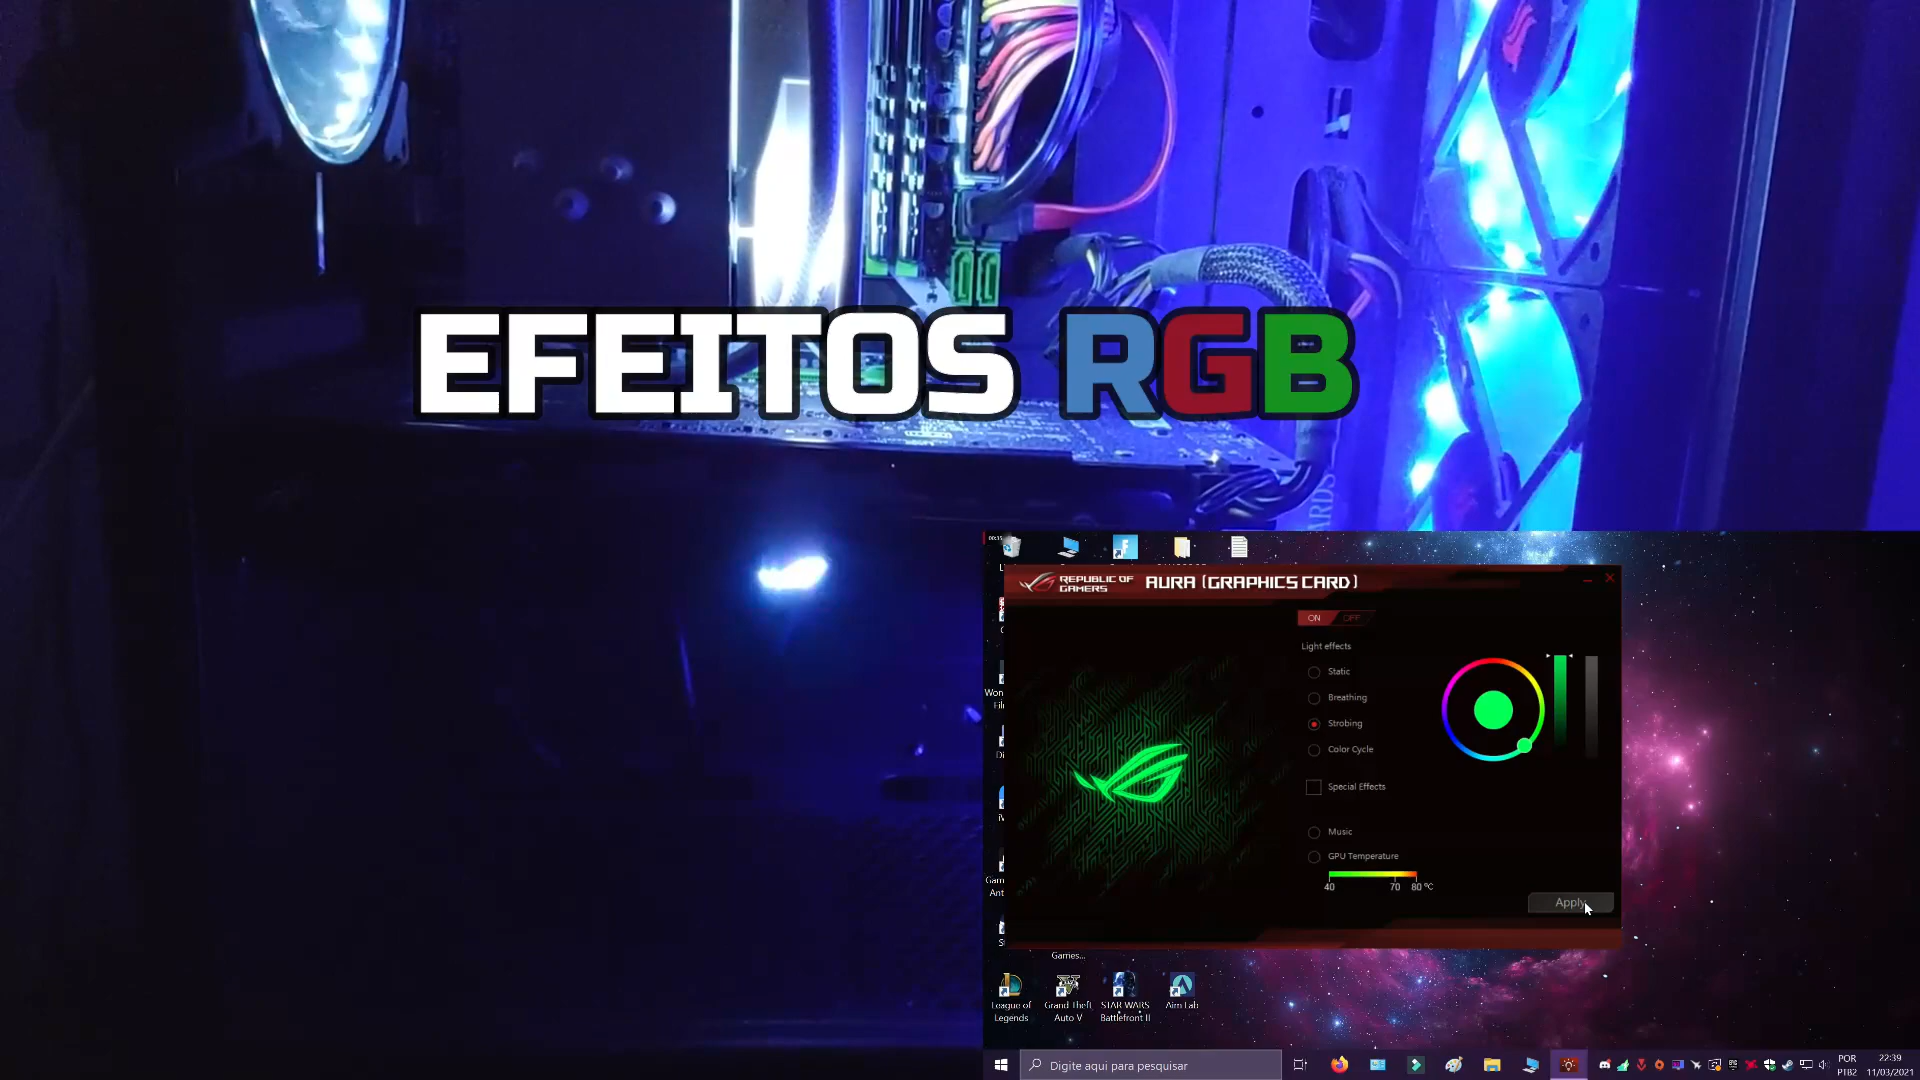 EFEITOS RGB
ARDS
REPUBLIC OF
GAMERS
AURA (GRAPHICS CARD)
ON OFF
Light effects
Static
Breathing
Strobing
Color Cycle
Special Effects
Music
GPU Temperature
40 70 80 °C
Apply
Games...
League of
Legends
Grand Theft
Auto V
STAR WARS
Battlefront II
Aim Lab
Digite aqui para pesquisar
POR
PTB2
22:39
11/03/2021